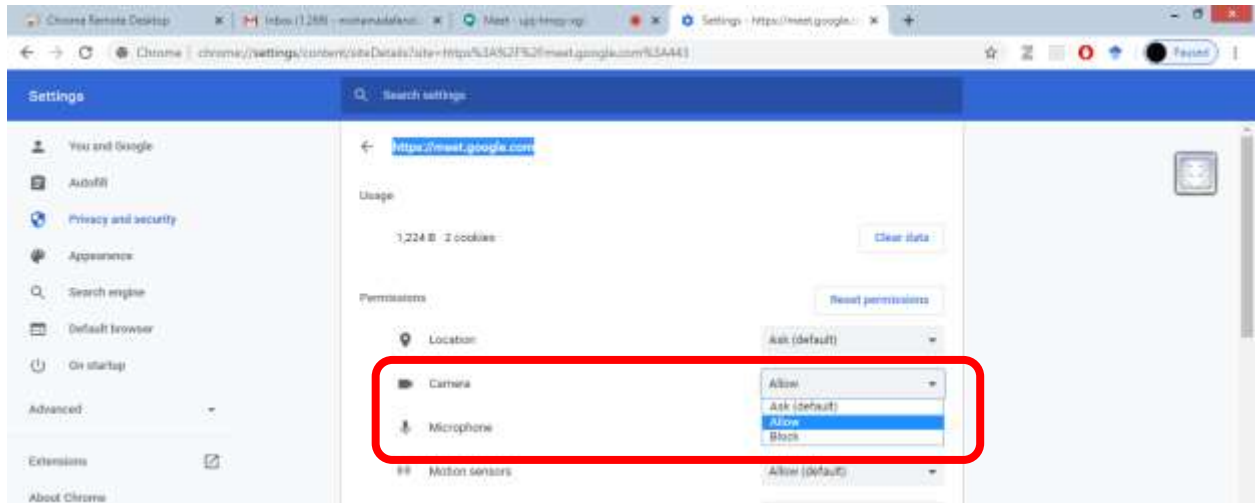 Chrome Remote Desktop
Settings - https://meet.google.c
Chrome | chrome://settings/content/siteDetails?site=https%3A%2F%2Fmeet.google.com%3A443
Paused
Settings
Search settings
You and Google
https://meet.google.com
Autofill
Usage
Privacy and security
1,224 B · 2 cookies
Clear data
Appearance
Search engine
Permissions
Reset permissions
Default browser
Location
Ask (default)
On startup
Camera
Allow
Ask (default)
Advanced
Allow
Microphone
Block
Extensions
Motion sensors
Allow (default)
About Chrome